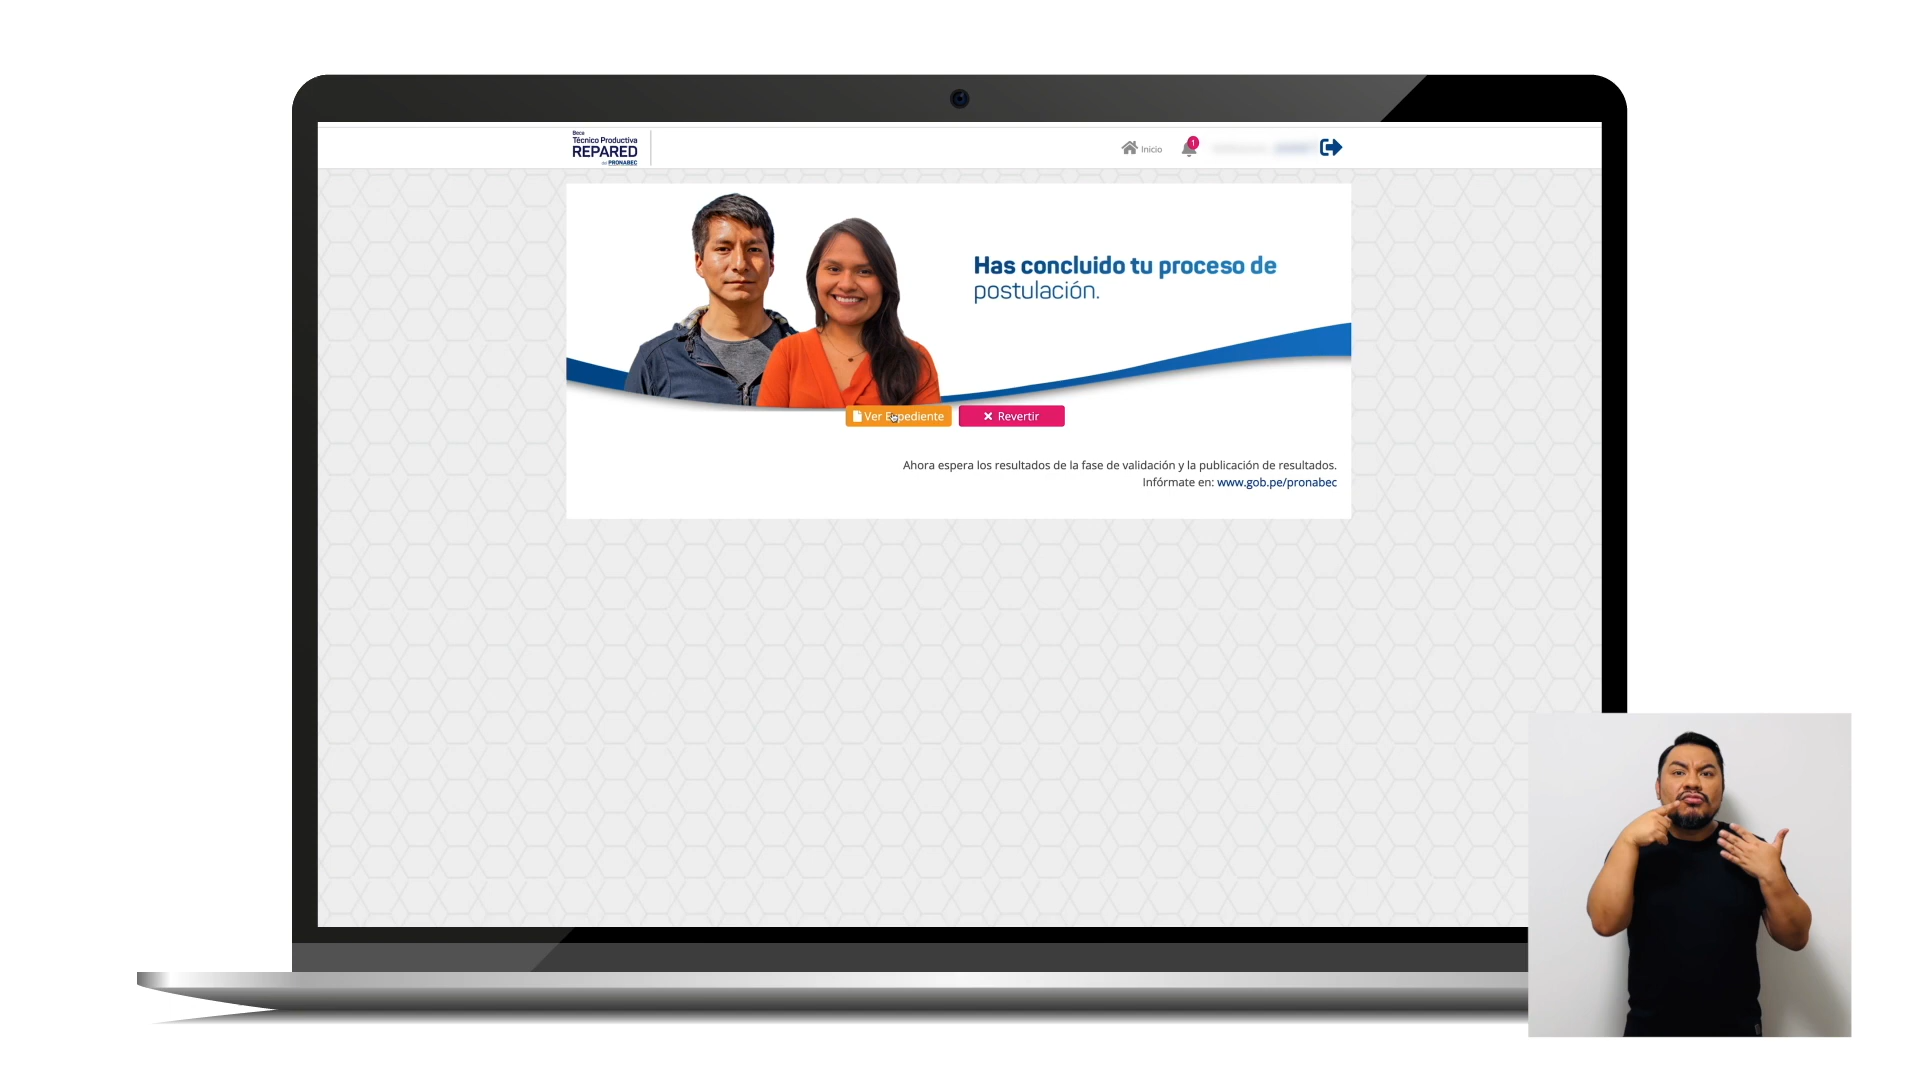 Beca
Técnico Productiva
REPARED
del PRONABEC
Inicio
1
Has concluido tu proceso de
postulación.
Ver Expediente
Revertir
Ahora espera los resultados de la fase de validación y la publicación de resultados.
Infórmate en: www.gob.pe/pronabec